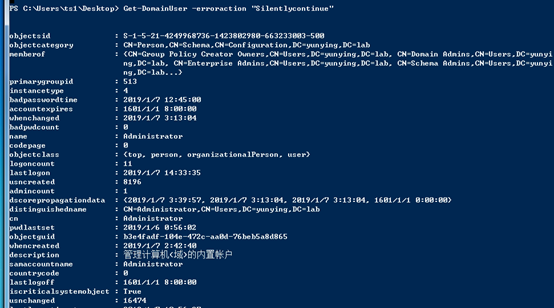 PS C:\Users\ts1\Desktop> Get-DomainUser -erroraction "Silentlycontinue"
objectsid : S-1-5-21-4249968736-1423802980-663233003-500
objectcategory : CN=Person,CN=Schema,CN=Configuration,DC=yunying,DC=lab
memberof : {CN=Group Policy Creator Owners,CN=Users,DC=yunying,DC=lab, CN=Domain Admins,CN=Users,DC=yunyi
ng,DC=lab, CN=Enterprise Admins,CN=Users,DC=yunying,DC=lab, CN=Schema Admins,CN=Users,DC=yuny
ing,DC=lab...}
primarygroupid : 513
instancetype : 4
badpasswordtime : 2019/1/7 12:45:00
accountexpires : 1601/1/1 8:00:00
whenchanged : 2019/1/7 3:13:04
badpwdcount : 0
name : Administrator
codepage : 0
objectclass : {top, person, organizationalPerson, user}
logoncount : 11
lastlogon : 2019/1/7 14:33:35
usncreated : 8196
admincount : 1
dscorepropagationdata : {2019/1/7 3:39:57, 2019/1/7 3:13:04, 2019/1/7 3:13:04, 1601/1/1 0:00:00}
distinguishedname : CN=Administrator,CN=Users,DC=yunying,DC=lab
cn : Administrator
pwdlastset : 2019/1/6 0:56:02
objectguid : b3e4fadf-104e-472c-aa0d-76beb5a8d865
whencreated : 2019/1/7 2:42:40
description : 管理计算机(域)的内置帐户
samaccountname : Administrator
countrycode : 0
lastlogoff : 1601/1/1 8:00:00
iscriticalsystemobject : True
usnchanged : 16474